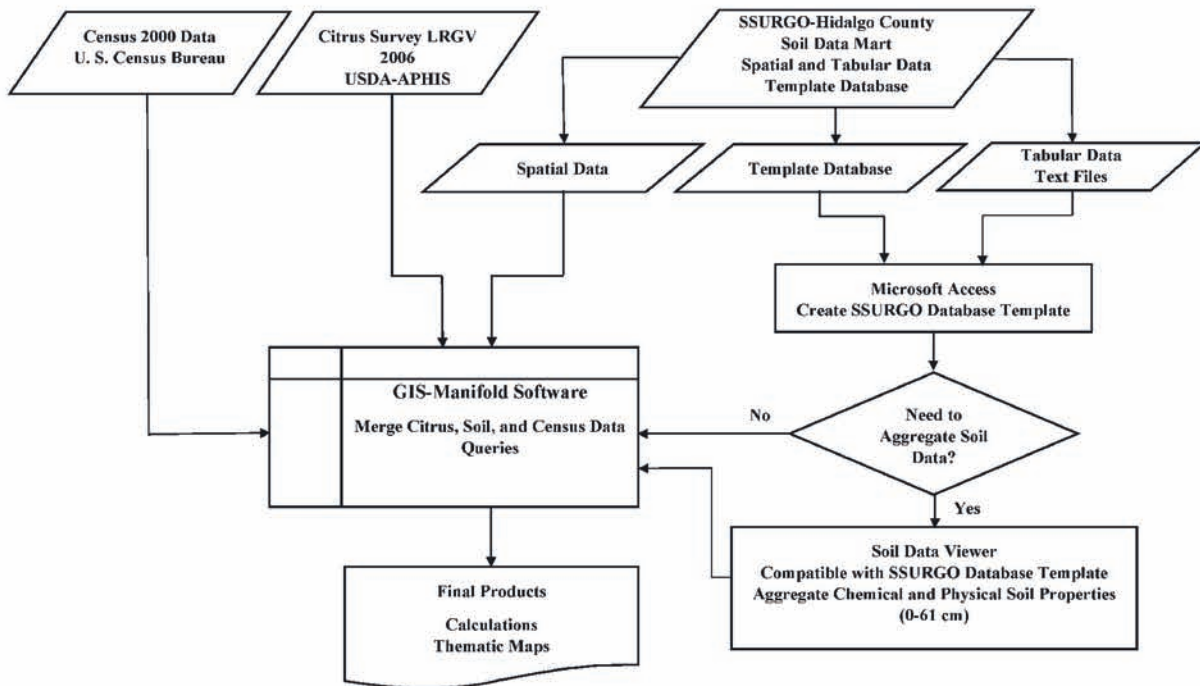 Census 2000 Data
U. S. Census Bureau
Citrus Survey LRGV
2006
USDA-APHIS
SSURGO-Hidalgo County
Soil Data Mart
Spatial and Tabular Data
Template Database
Spatial Data
Template Database
Tabular Data
Text Files
Microsoft Access
Create SSURGO Database Template
GIS-Manifold Software
Merge Citrus, Soil, and Census Data
Queries
No
Need to
Aggregate Soil
Data?
Yes
Soil Data Viewer
Compatible with SSURGO Database Template
Aggregate Chemical and Physical Soil Properties
(0-61 cm)
Final Products
Calculations
Thematic Maps